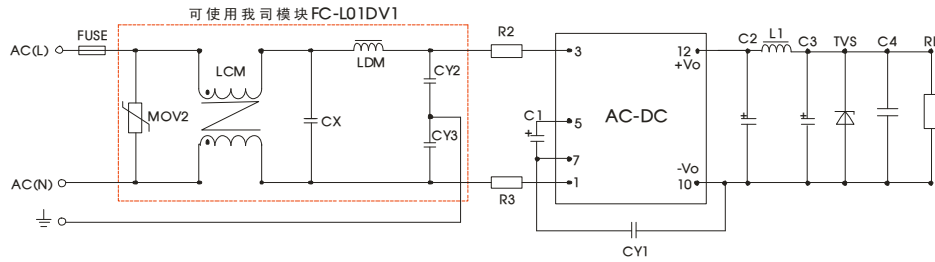 可使用我司模块FC-L01DV1
FUSE
AC(L)
LCM
LDM
MOV2
CX
CY2
CY3
AC(N)
R2
R3
C1
3
5
7
1
AC-DC
12
+Vo
-Vo
10
CY1
C2
L1
C3
TVS
C4
+
+
+